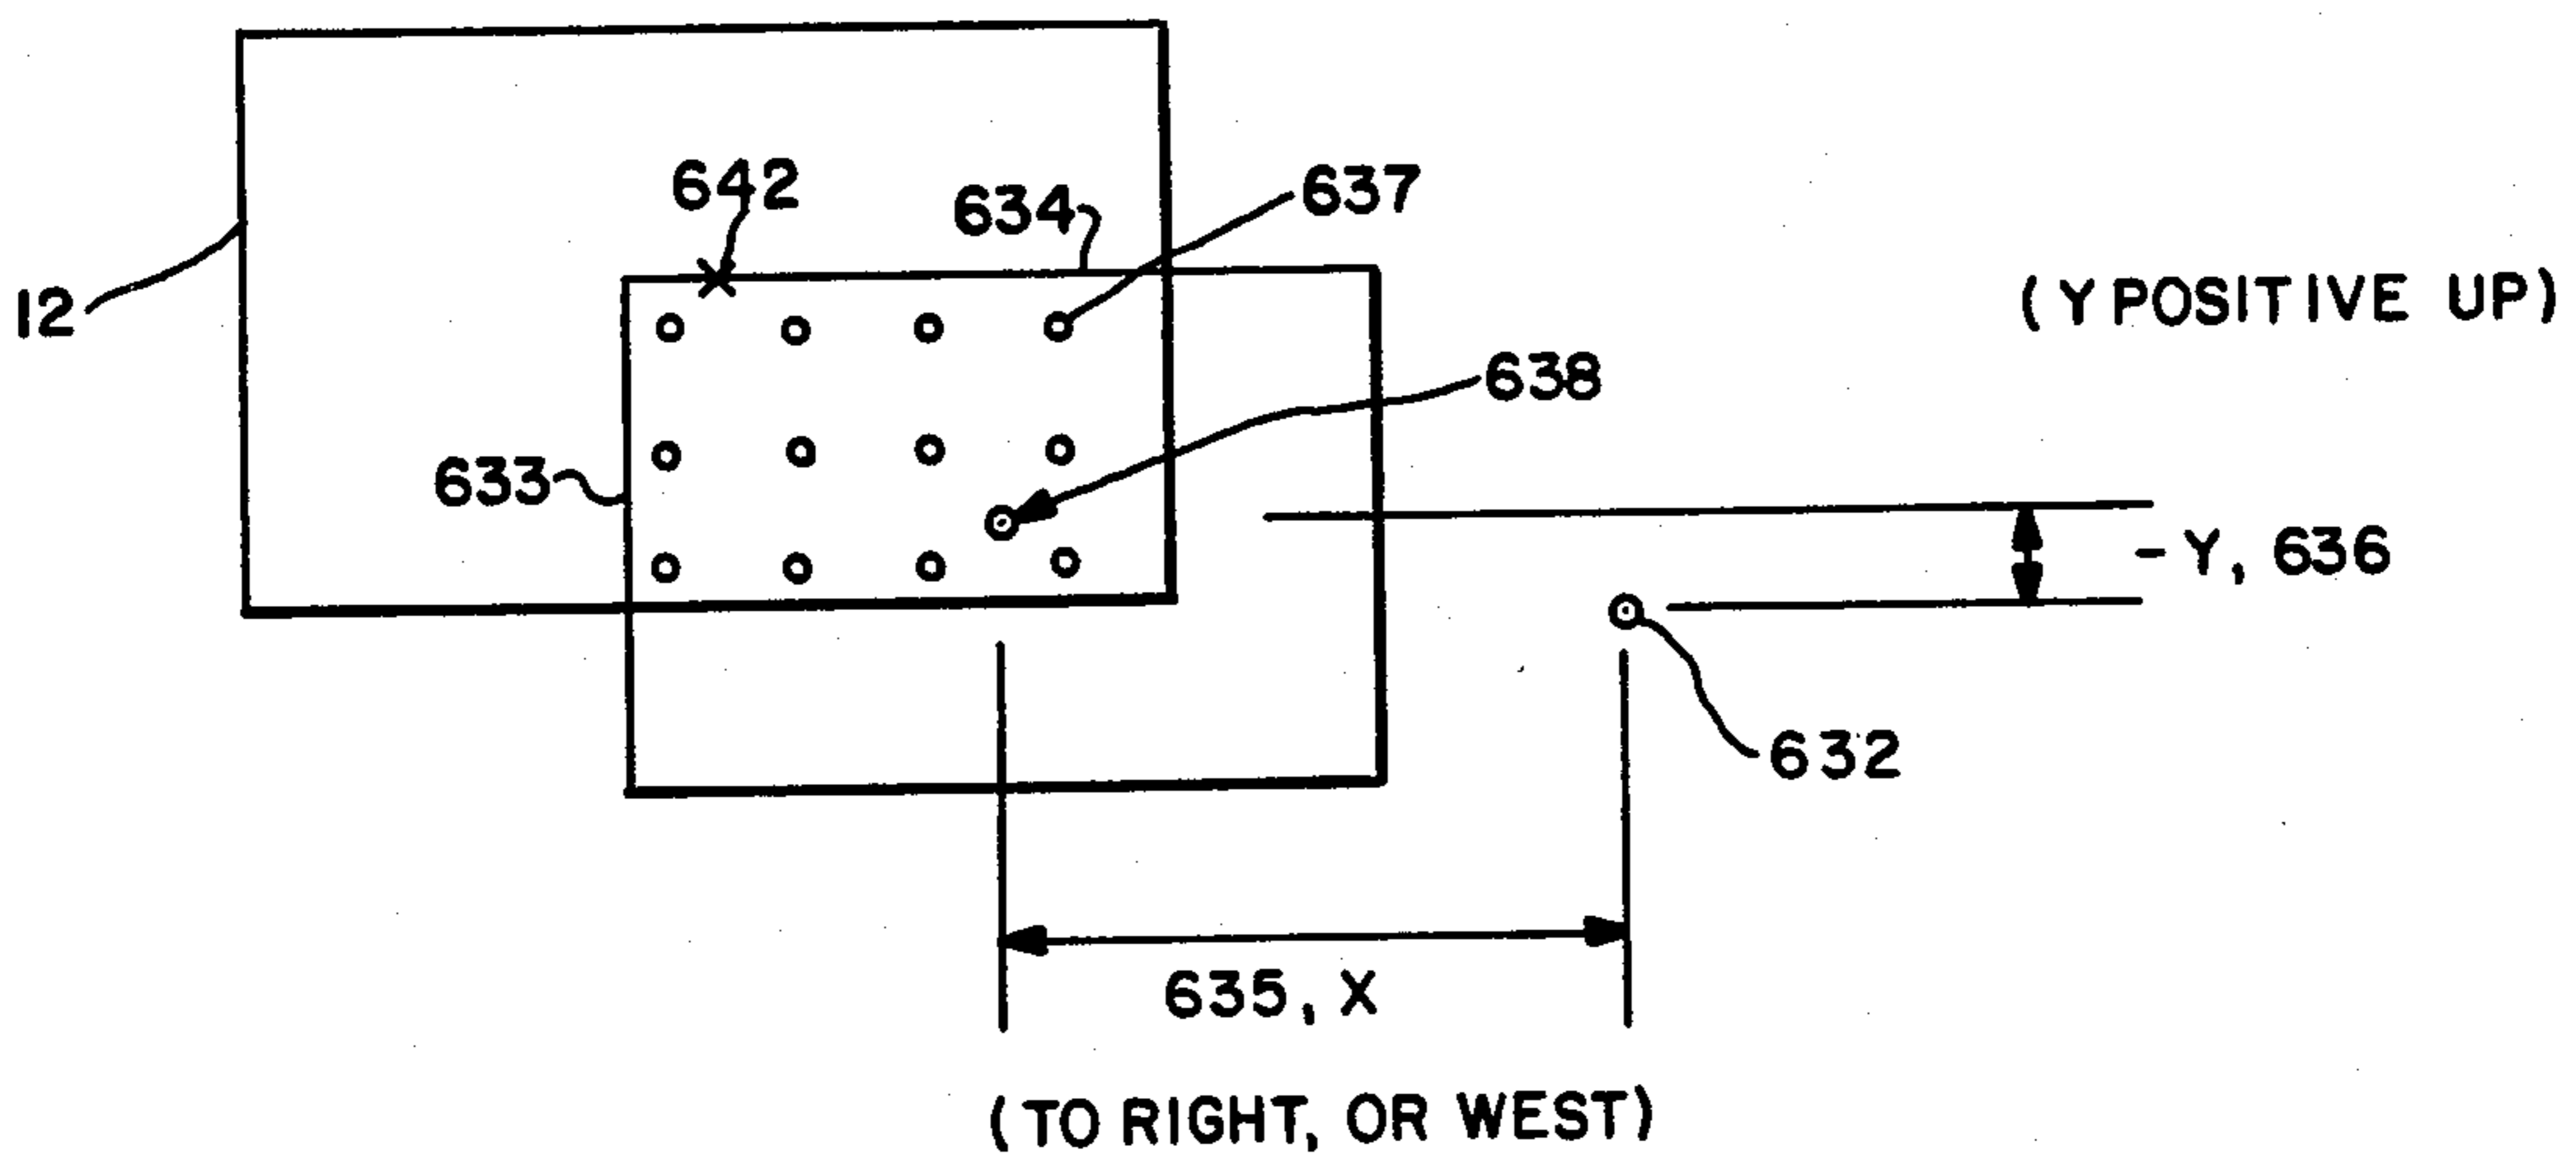 642
634
637
12
(Y POSITIVE UP)
638
633
- Y, 636
632
635, X
(TO RIGHT, OR WEST)